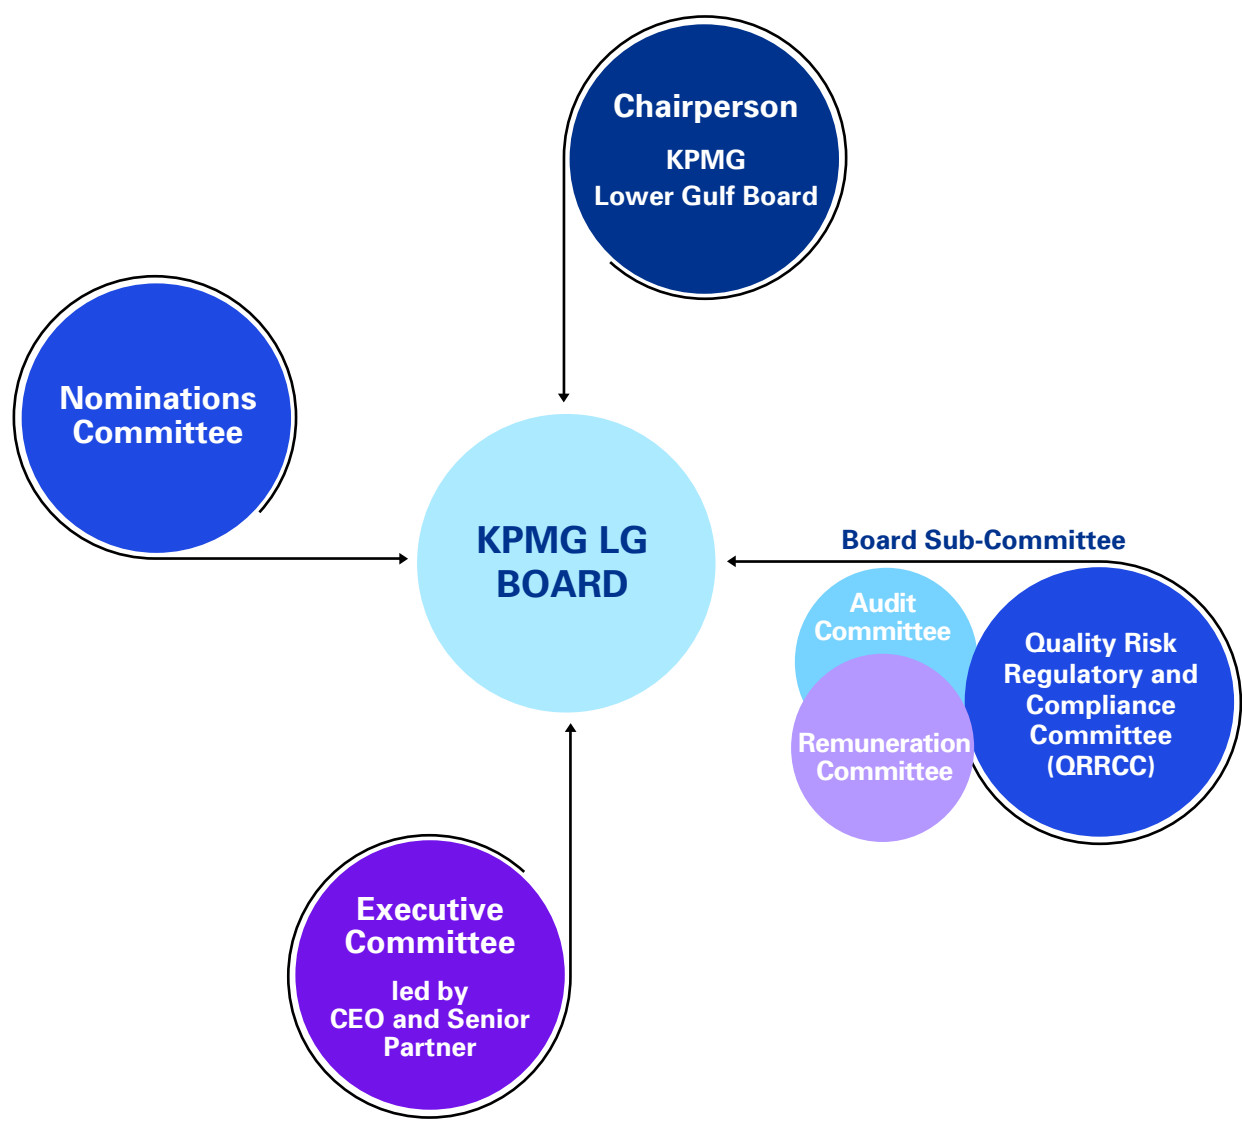 Chairperson
KPMG
Lower Gulf Board
Nominations
Committee
KPMG LG
BOARD
Board Sub-Committee
Audit
Committee
Remuneration
Committee
Quality Risk
Regulatory and
Compliance
Committee
(QRRCC)
Executive
Committee
led by
CEO and Senior
Partner